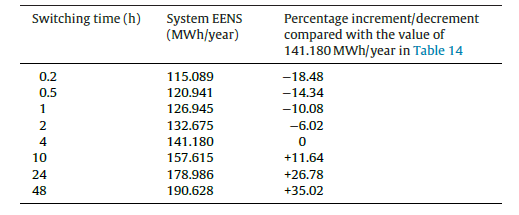 Switching time (h) System EENS Percentage increment/decrement
(MWh/year) compared with the value of
141.180 MWh/year in Table 14
0.2 115.089 −18.48
0.5 120.941 −14.34
1 126.945 −10.08
2 132.675 −6.02
4 141.180 0
10 157.615 +11.64
24 178.986 +26.78
48 190.628 +35.02